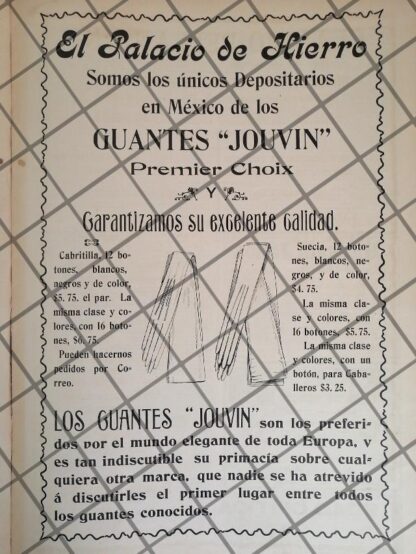 El Palacio de Hierro
Somos los únicos Depositarios
en México de los
GUANTES "JOUVIN"
Premier Choix
Y
Garantizamos su excelente calidad.
Cabritilla, 12 bo-
tones, blancos,
negros y de color,
$5.75. el par. La
misma clase y co-
lores, con 16 boto-
nes, $6.75.
Pueden hacernos
pedidos por Co-
rreo.
Suecia, 12 boto-
nes, blancos, ne-
gros, y de color,
$4.75.
La misma cla-
se y colores, con
16 botones, $5.75.
La misma clase
y colores, con un
botón, para Caba-
lleros $3.25.
LOS GUANTES "JOUVIN" son los preferi-
dos por el mundo elegante de toda Europa, y
es tan indiscutible su primacía sobre cual-
quiera otra marca, que nadie se ha atrevido
á discutírles el primer lugar entre todos
los guantes conocidos.